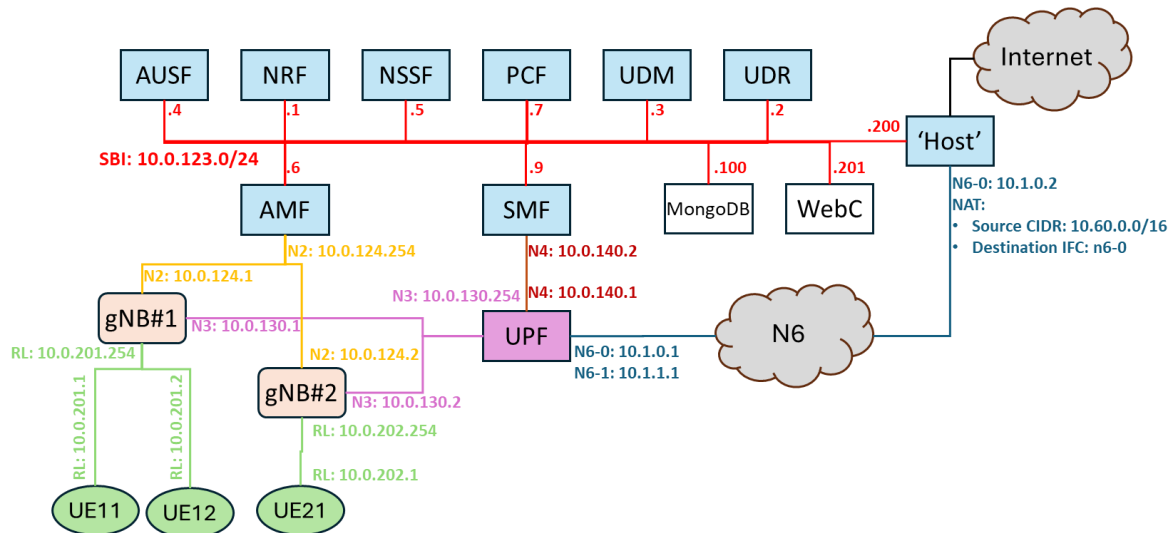 Internet
AUSF
NRF
NSSF
PCF
UDM
UDR
.4
.1
.5
.7
.3
.2
.200
'Host'
SBI: 10.0.123.0/24
.6
.9
.100
.201
AMF
SMF
MongoDB
WebC
N6-0: 10.1.0.2
NAT:
• Source CIDR: 10.60.0.0/16
• Destination IFC: n6-0
N2: 10.0.124.254
N4: 10.0.140.2
N2: 10.0.124.1
N3: 10.0.130.254
N4: 10.0.140.1
gNB#1
N3: 10.0.130.1
UPF
N6
RL: 10.0.201.254
N2: 10.0.124.2
N6-0: 10.1.0.1
N6-1: 10.1.1.1
gNB#2
N3: 10.0.130.2
RL: 10.0.201.1
RL: 10.0.201.2
RL: 10.0.202.254
RL: 10.0.202.1
UE11
UE12
UE21